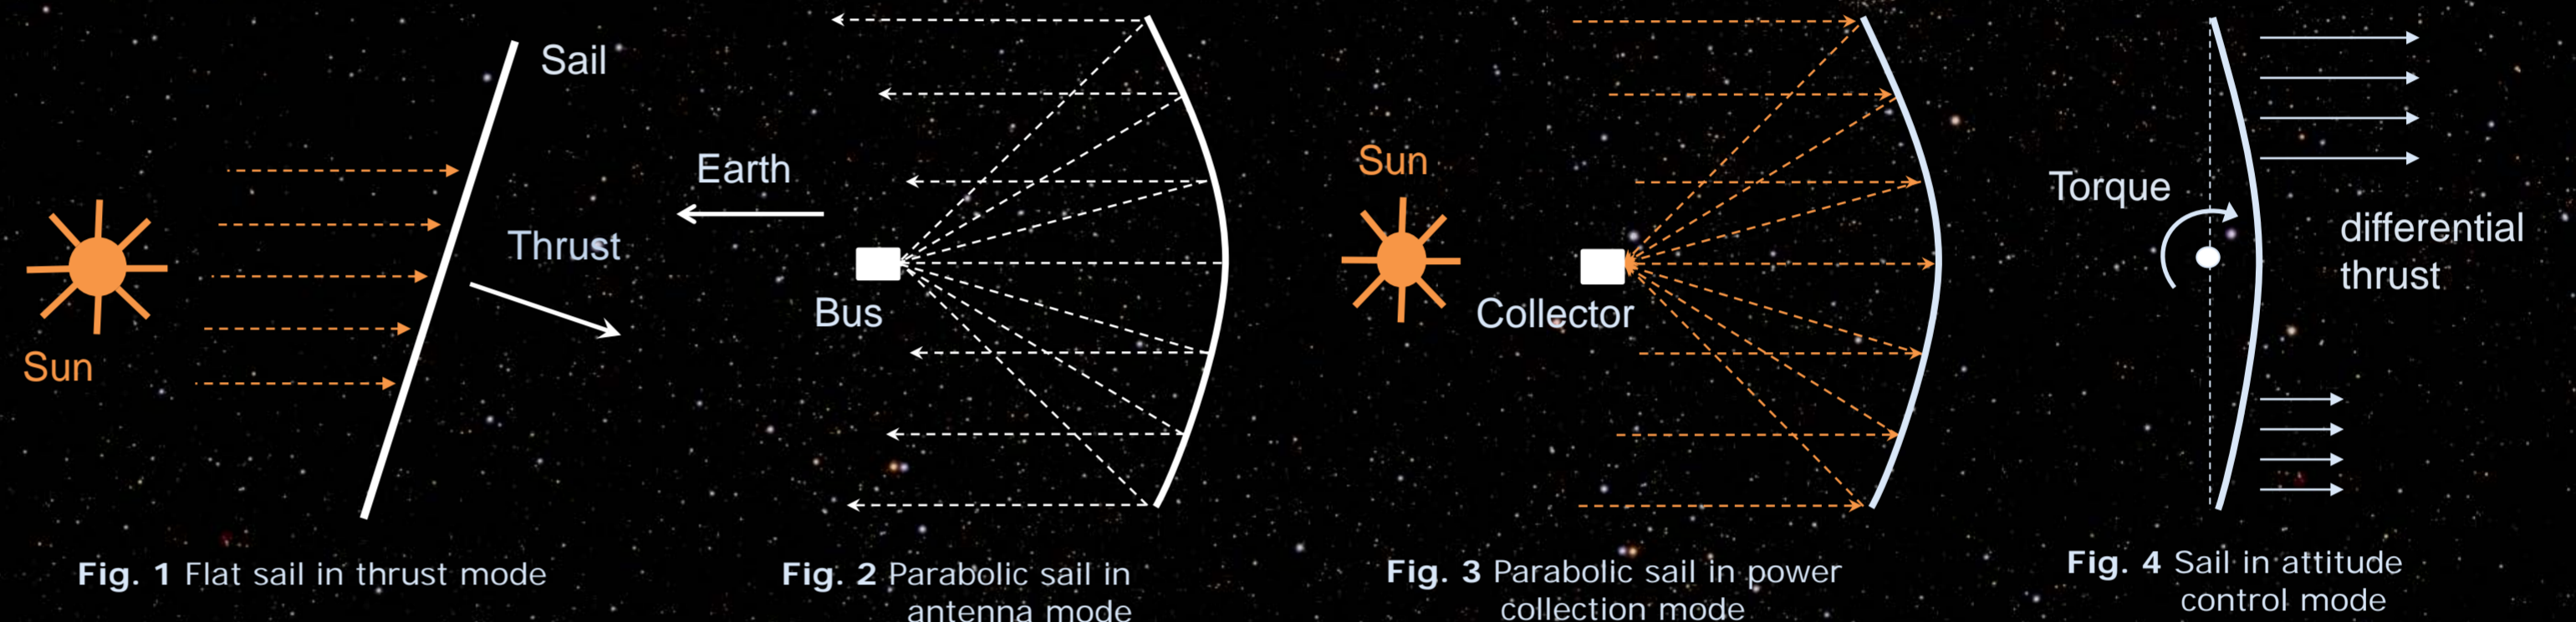 Sail
Sun
Thrust
Fig. 1 Flat sail in thrust mode
Earth
Bus
Fig. 2 Parabolic sail in
antenna mode
Sun
Collector
Fig. 3 Parabolic sail in power
collection mode
Torque
differential
thrust
Fig. 4 Sail in attitude
control mode